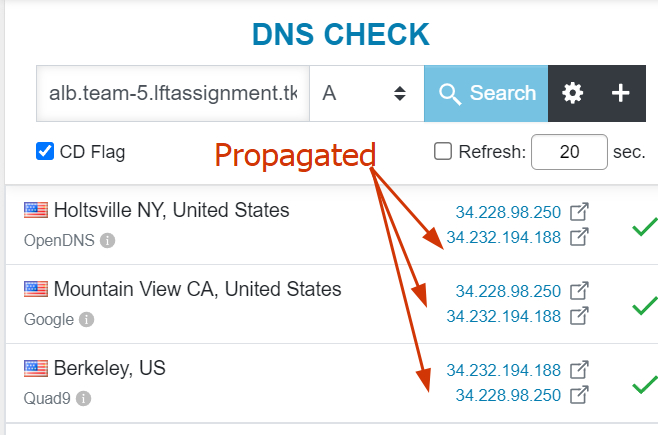 DNS CHECK
alb.team-5.lftassignment.tk A Search +
CD Flag Propagated Refresh: 20 sec.
Holtsville NY, United States 34.228.98.250
OpenDNS i 34.232.194.188
Mountain View CA, United States 34.228.98.250
Google i 34.232.194.188
Berkeley, US 34.232.194.188
Quad9 i 34.228.98.250